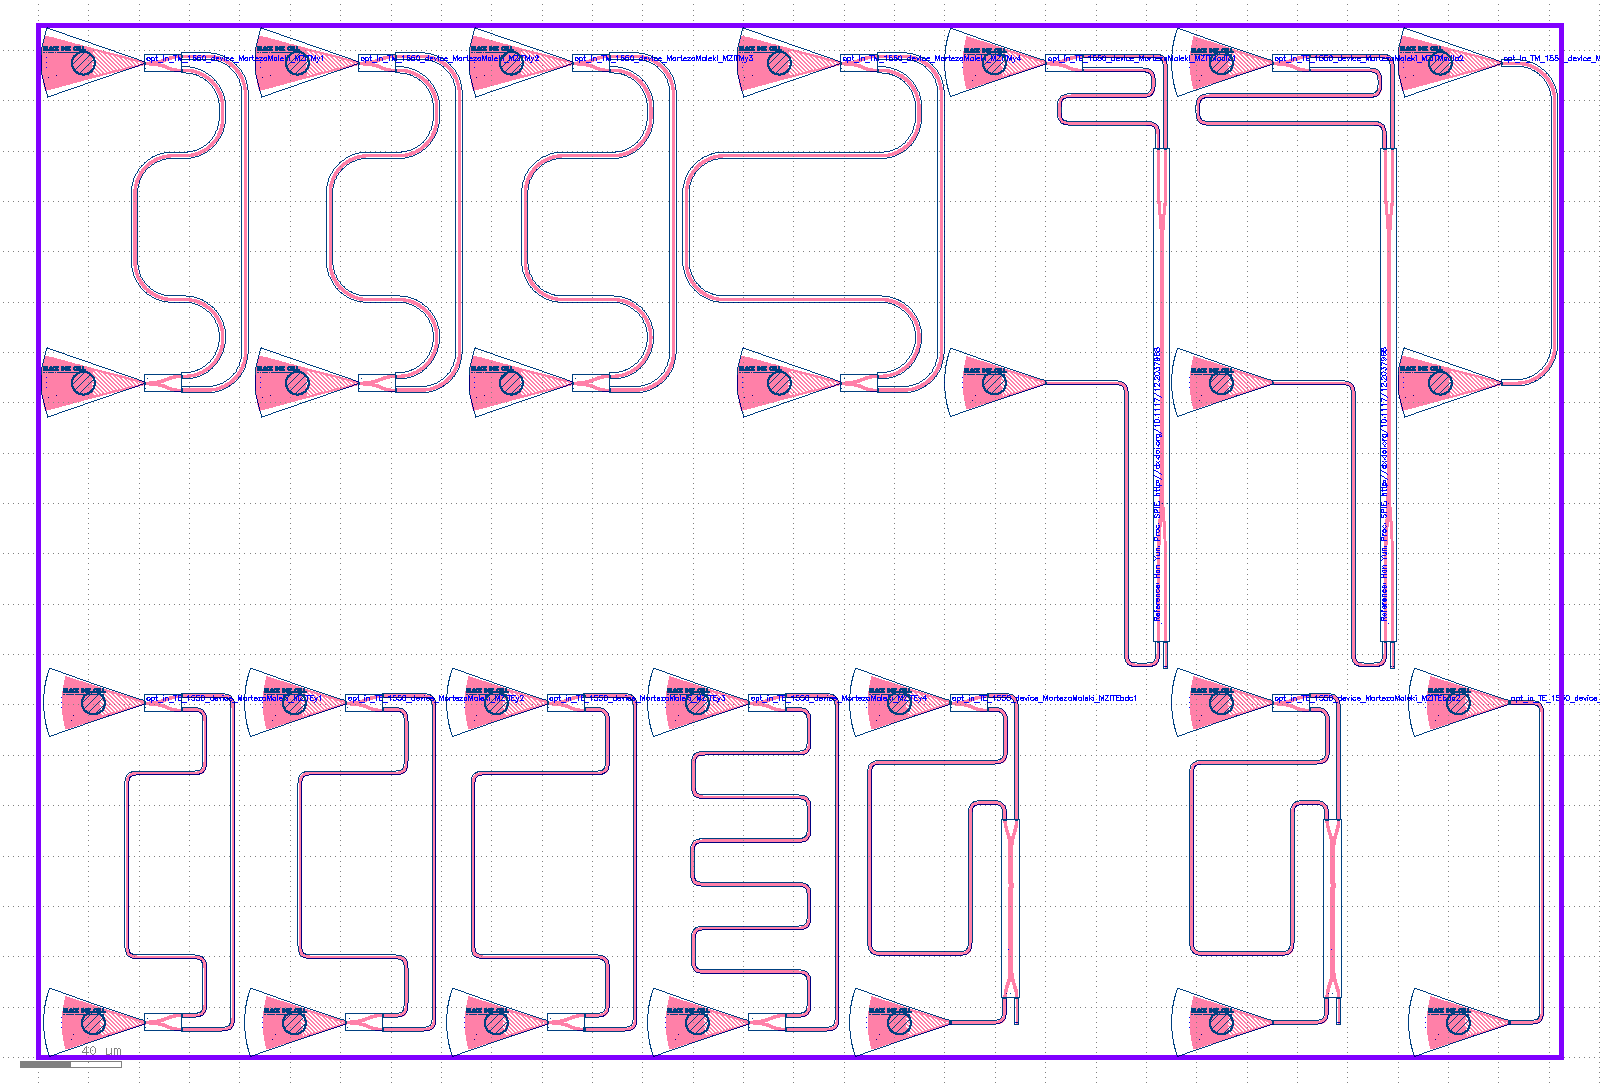 BLACK BOX CELL
opt_in_TM_1550_device_MortezaMaleki_MZITMy1
BLACK BOX CELL
opt_in_TM_1550_device_MortezaMaleki_MZITMy2
BLACK BOX CELL
opt_in_TM_1550_device_MortezaMaleki_MZITMy3
BLACK BOX CELL
opt_in_TM_1550_device_MortezaMaleki_MZITMy4
BLACK BOX CELL
BLACK BOX CELL
BLACK BOX CELL
opt_in_TM_1550_device_M
BLACK BOX CELL
BLACK BOX CELL
BLACK BOX CELL
BLACK BOX CELL
BLACK BOX CELL
BLACK BOX CELL
BLACK BOX CELL
Reference: Han Yun, Proc. SPIE, http://dx.doi.org/10.1117/12.2037968
Reference: Han Yun, Proc. SPIE, http://dx.doi.org/10.1117/12.2037968
BLACK BOX CELL
opt_in_TE_1550_device_MortezaMaleki_MZITEy1
BLACK BOX CELL
opt_in_TE_1550_device_MortezaMaleki_MZITEy2
BLACK BOX CELL
opt_in_TE_1550_device_MortezaMaleki_MZITEy3
BLACK BOX CELL
opt_in_TE_1550_device_MortezaMaleki_MZITEy4
BLACK BOX CELL
opt_in_TE_1550_device_MortezaMaleki_MZITEbdc1
BLACK BOX CELL
opt_in_TE_1550_device_MortezaMaleki_MZITEbdc2
BLACK BOX CELL
opt_in_TE_1550_device_
BLACK BOX CELL
BLACK BOX CELL
BLACK BOX CELL
BLACK BOX CELL
BLACK BOX CELL
BLACK BOX CELL
BLACK BOX CELL
40 μm